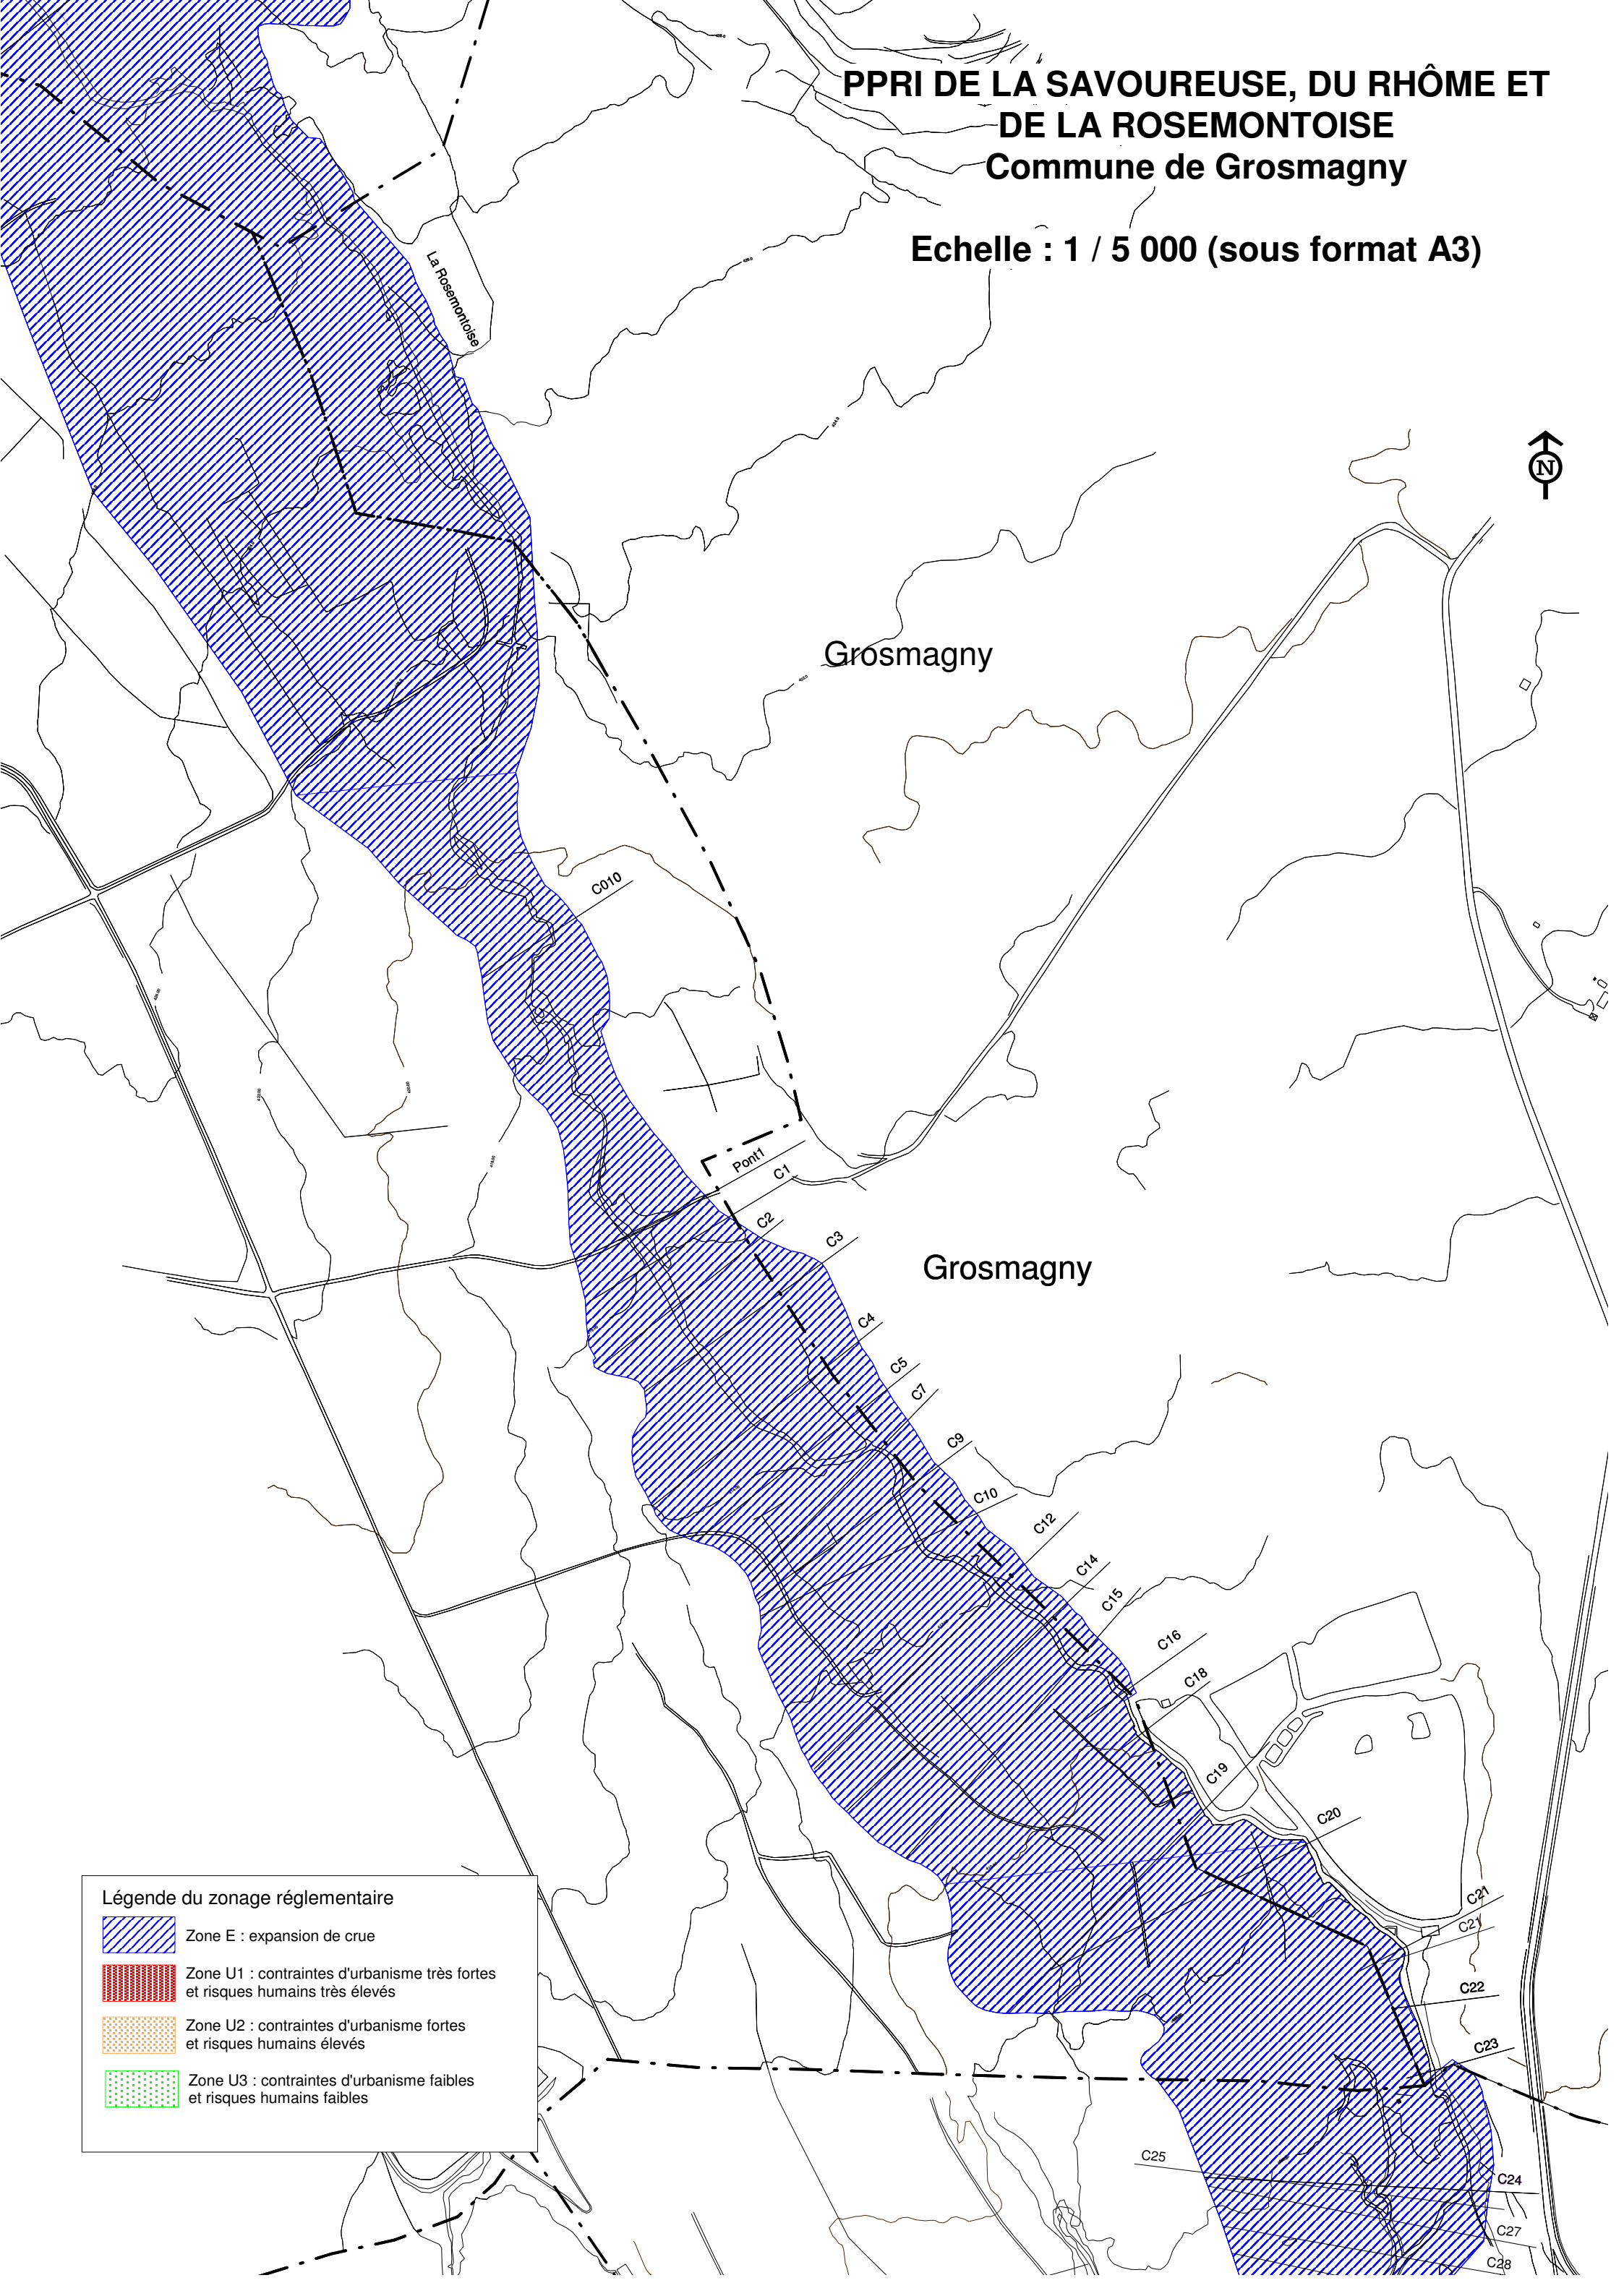 PPRI DE LA SAVOUREUSE, DU RHÔME ET
DE LA ROSEMONTOISE
Commune de Grosmagny
Echelle : 1 / 5 000 (sous format A3)
La Rosemontoise
N
Grosmagny
C010
Pont1
C1
C2
C3
Grosmagny
C4
C5
C7
C9
C10
C12
C14
C15
C16
C18
C19
C20
C21
C21
C22
C23
C25
C24
C27
C28
Légende du zonage réglementaire
Zone E : expansion de crue
Zone U1 : contraintes d'urbanisme très fortes
et risques humains très élevés
Zone U2 : contraintes d'urbanisme fortes
et risques humains élevés
Zone U3 : contraintes d'urbanisme faibles
et risques humains faibles